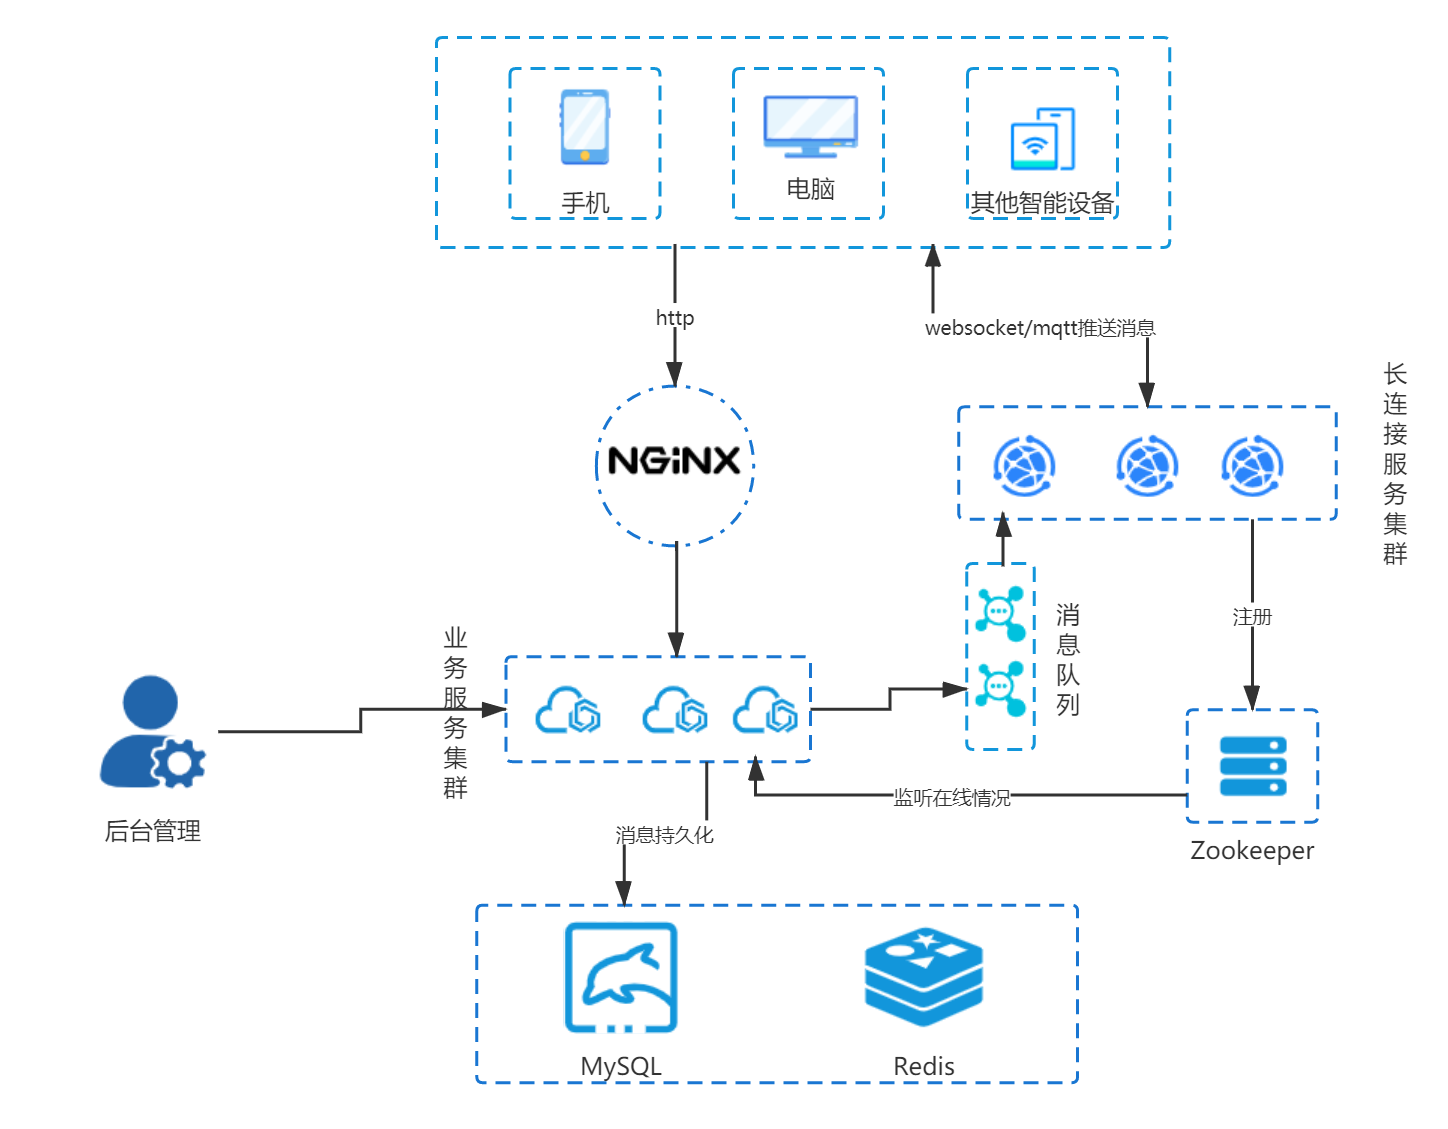 手机
电脑
其他智能设备
http
websocket/mqtt推送消息
NGiNX
长连接服务集群
消息队列
注册
业务服务集群
后台管理
监听在线情况
消息持久化
Zookeeper
MySQL
Redis